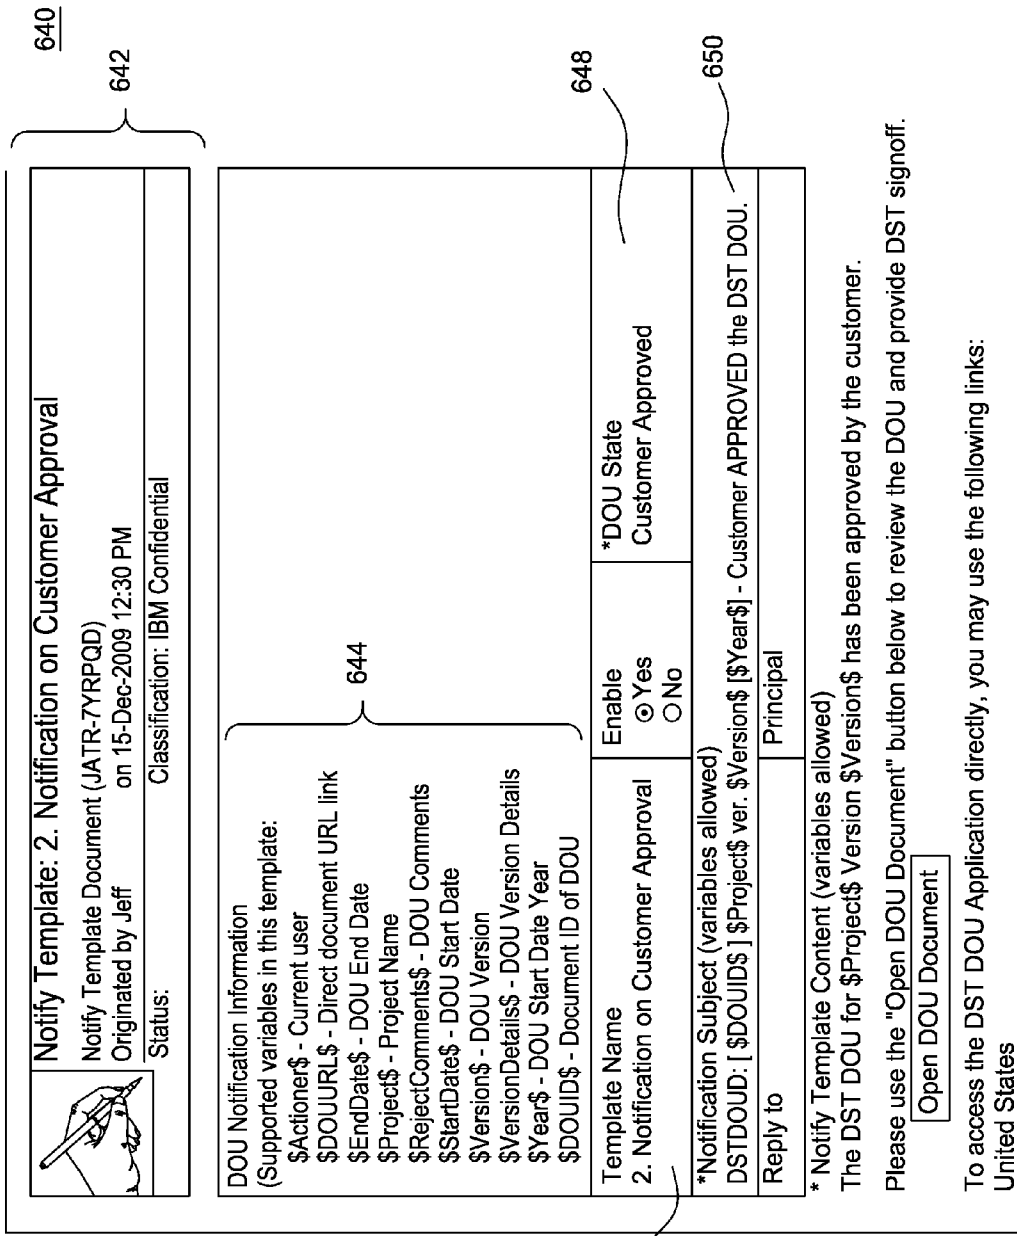 640
642
Notify Template: 2. Notification on Customer Approval
Notify Template Document (JATR-7YRPQD)
Originated by Jeff on 15-Dec-2009 12:30 PM
Status: Classification: IBM Confidential
DOU Notification Information
(Supported variables in this template:
$Actioner$ - Current user
$DOUURL$ - Direct document URL link
$EndDate$ - DOU End Date
$Project$ - Project Name
$RejectComments$ - DOU Comments
$StartDate$ - DOU Start Date
$Version$ - DOU Version
$VersionDetails$ - DOU Version Details
$Year$ - DOU Start Date Year
$DOUID$ - Document ID of DOU
644
Template Name
2. Notification on Customer Approval
Enable
Yes
No
*DOU State
Customer Approved
648
*Notification Subject (variables allowed)
DSTDOUD: [ $DOUID$ ] $Project$ ver. $Version$ [$Year$] - Customer APPROVED the DST DOU.
650
Reply to
Principal
* Notify Template Content (variables allowed)
The DST DOU for $Project$ Version $Version$ has been approved by the customer.
Please use the "Open DOU Document" button below to review the DOU and provide DST signoff.
Open DOU Document
To access the DST DOU Application directly, you may use the following links:
United States